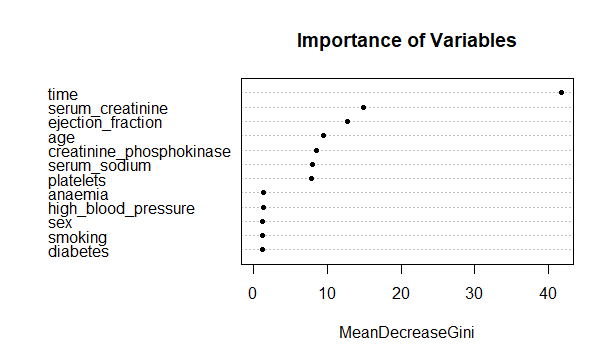 Importance of Variables
time
serum_creatinine
ejection_fraction
age
creatinine_phosphokinase
serum_sodium
platelets
anaemia
high_blood_pressure
sex
smoking
diabetes
0 10 20 30 40
MeanDecreaseGini